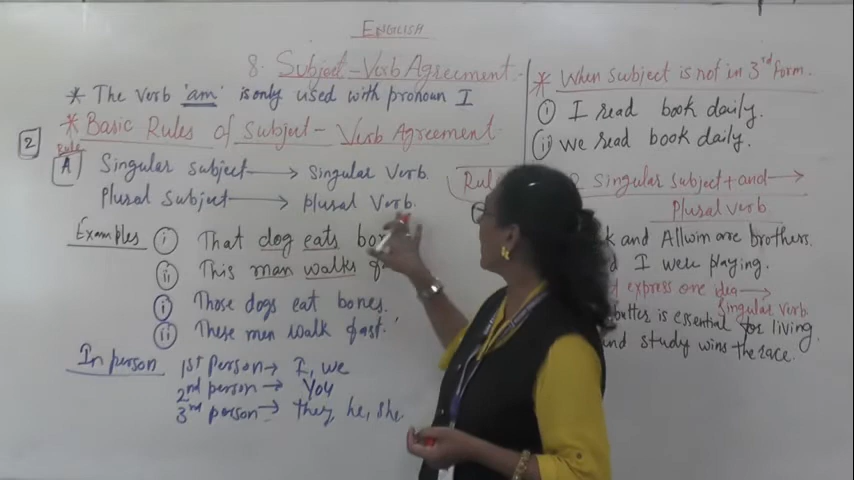 ENGLISH
8. Subject-Verb Agreement
* The verb 'am' is only used with pronoun I
* Basic Rules of Subject-Verb Agreement
2
Rule
A Singular subject → singular verb.
Plural subject → plural verb.
Examples (i) That dog eats
(ii) This man walks
(i) Those dogs eat bones.
(ii) These men walk fast.
In person 1st person → I, we
2nd person → You
3rd person → they, he, she
* When subject is not in 3rd form.
(i) I read book daily.
(ii) we read book daily.
2 singular subject + and →
Plural verb
and Allwin are brothers.
I were playing.
express one idea →
Singular verb
butter is essential for living.
study wins the race.